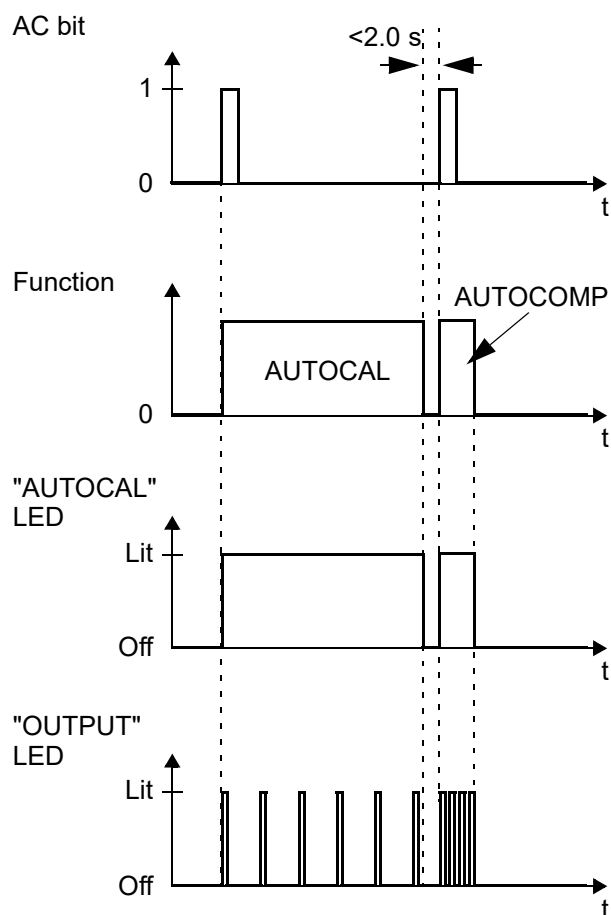 AC bit
<2.0 s
1
0
t
Function
AUTOCOMP
AUTOCAL
0
t
"AUTOCAL"
LED
Lit
Off
t
"OUTPUT"
LED
Lit
Off
t